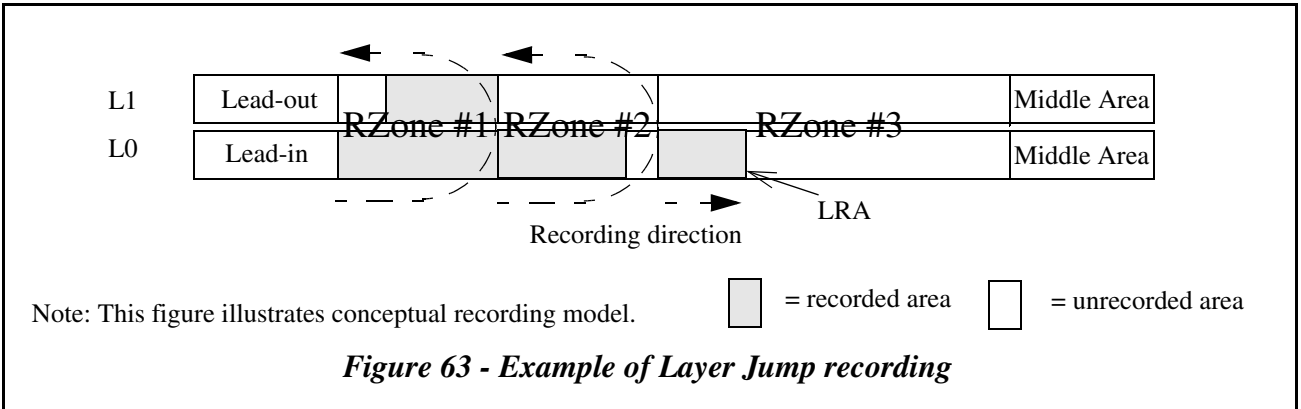 L1 Lead-out Middle Area
RZone #1 RZone #2 RZone #3
L0 Lead-in Middle Area
LRA
Recording direction
Note: This figure illustrates conceptual recording model. = recorded area = unrecorded area
Figure 63 - Example of Layer Jump recording